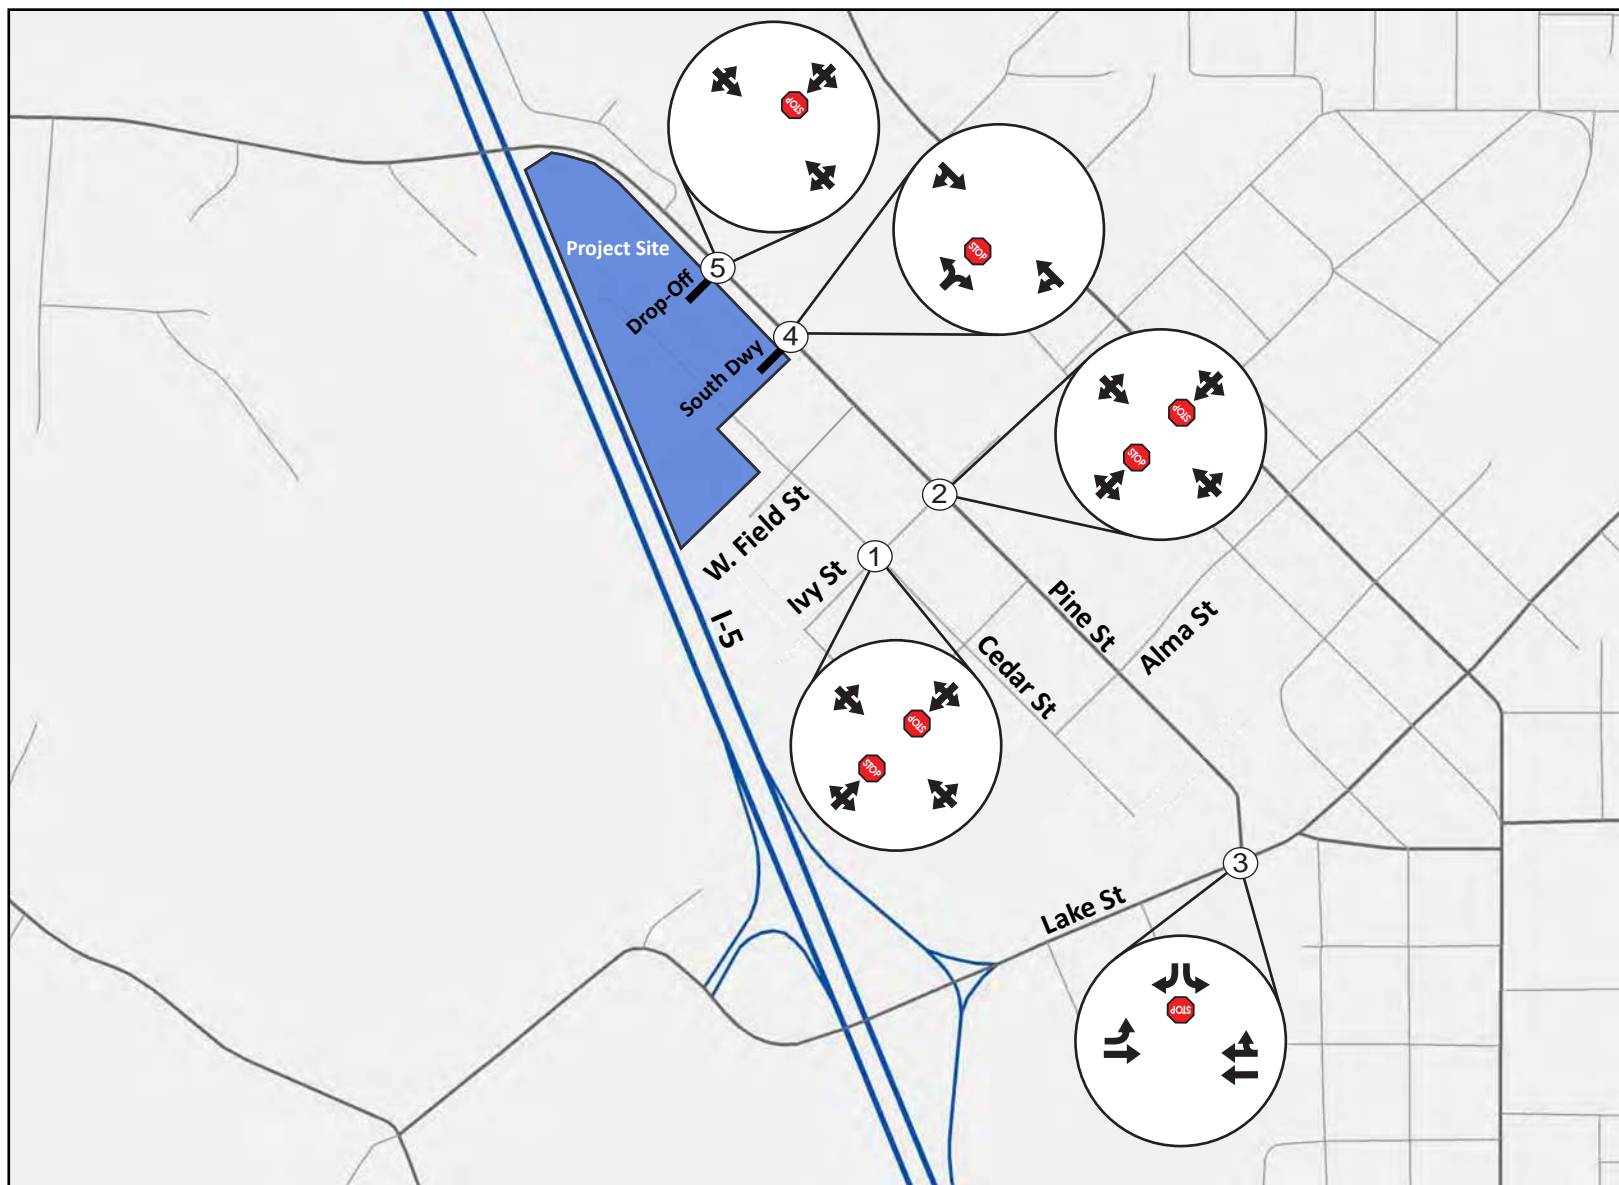 STOP
STOP
Project Site
5
Drop-Off
4
South Dwy
STOP
STOP
2
W. Field St
1
Ivy St
Pine St
Alma St
I-5
Cedar St
STOP
STOP
3
Lake St
STOP